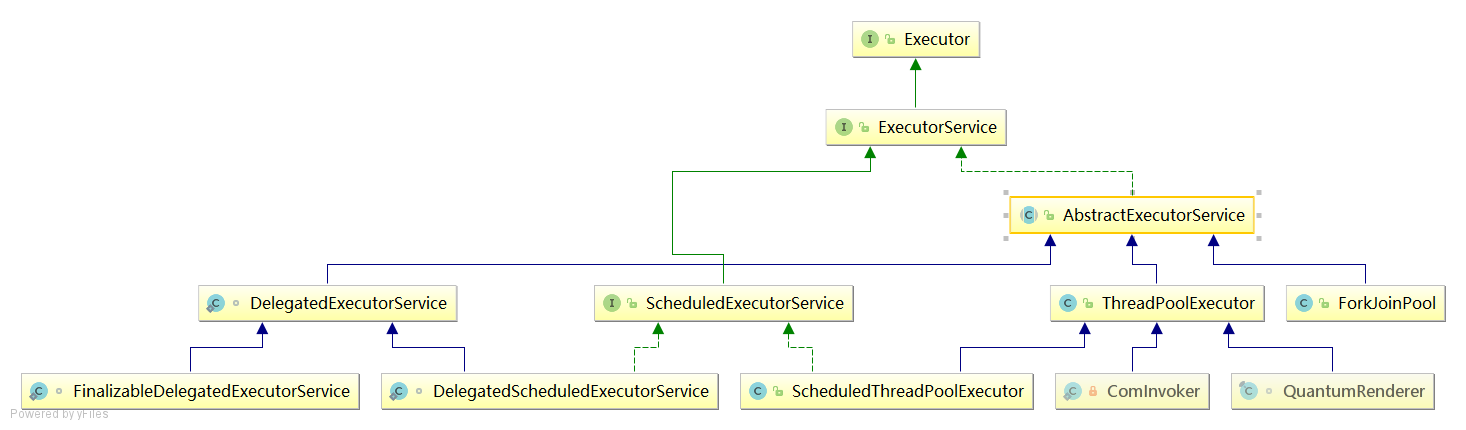 Executor
ExecutorService
AbstractExecutorService
DelegatedExecutorService
ScheduledExecutorService
ThreadPoolExecutor
ForkJoinPool
FinalizableDelegatedExecutorService
DelegatedScheduledExecutorService
ScheduledThreadPoolExecutor
ComInvoker
QuantumRenderer
Powered by yFiles